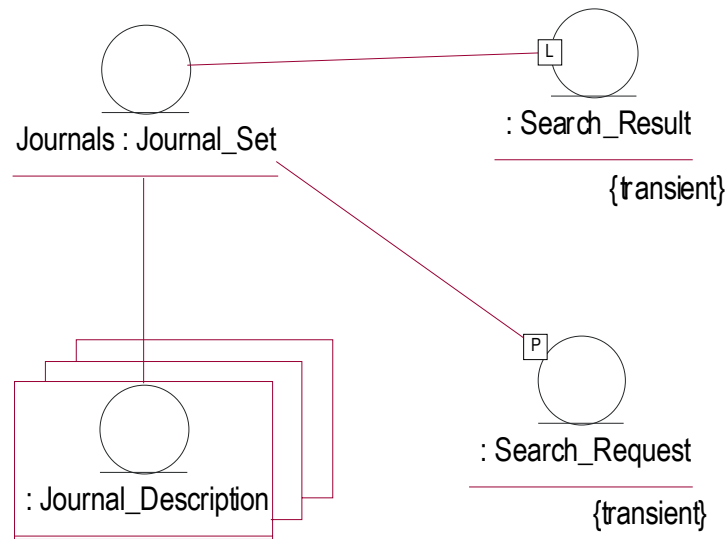 L
Journals : Journal_Set
: Search_Result
{transient}
P
: Search_Request
{transient}
: Journal_Description